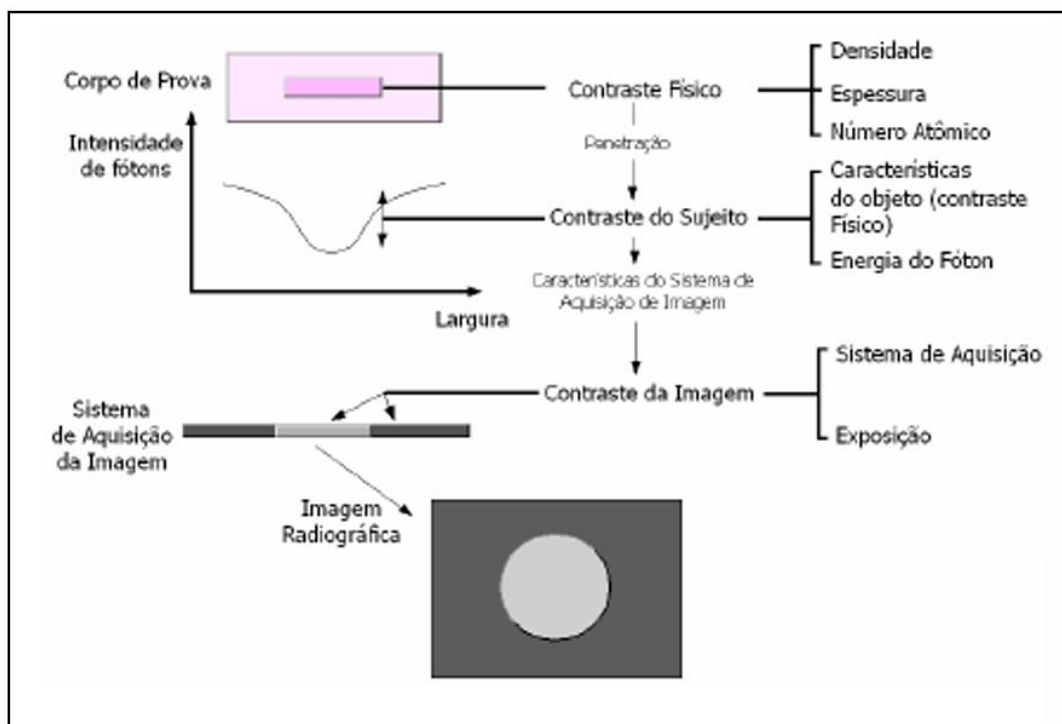 Corpo de Prova
Contraste Físico
Densidade
Espessura
Número Atômico
Intensidade
de fótons
Penetração
Contraste do Sujeito
Características
do objeto (contraste
Físico)
Energia do Fóton
Largura
Características do Sistema de
Aquisição de Imagem
Contraste da Imagem
Sistema de Aquisição
Exposição
Sistema
de Aquisição
da Imagem
Imagem
Radiográfica